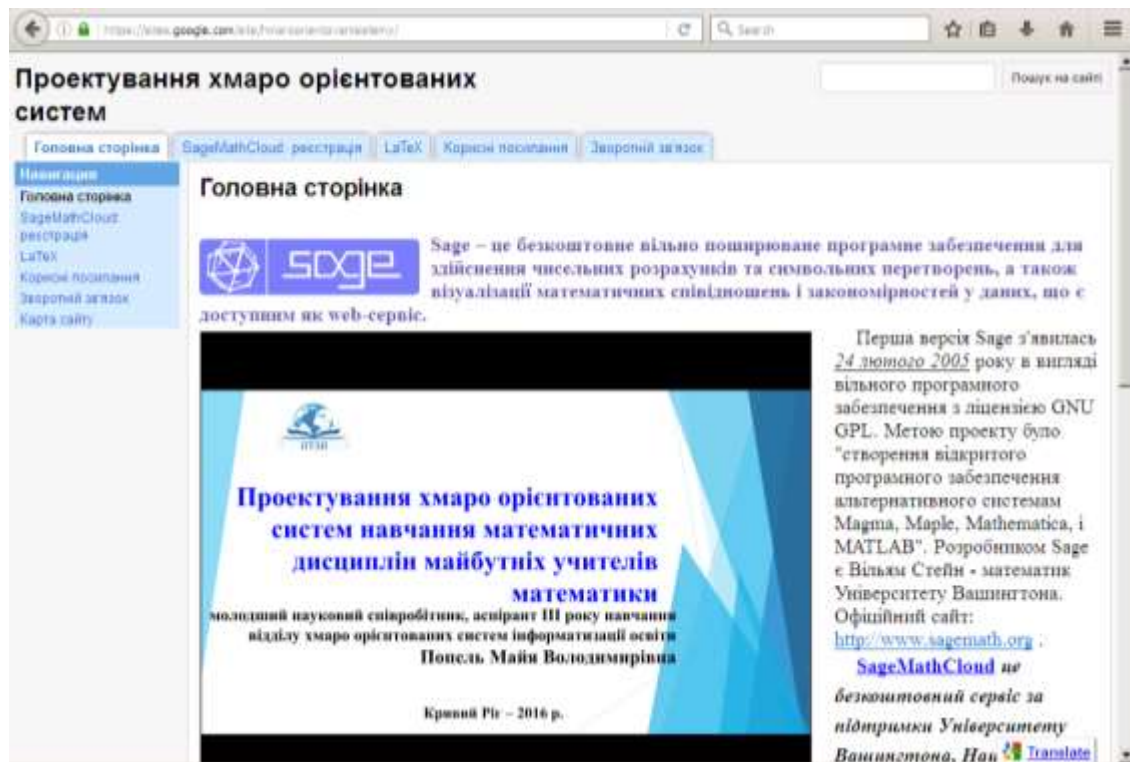 Search
Проектування хмаро орієнтованих
систем
Пошук на сайті
Головна сторінка
SageMathCloud реєстрація
LaTeX
Корисні посилання
Зворотній зв'язок
Навигация
Головна сторінка
SageMathCloud
реєстрація
LaTeX
Корисні посилання
Зворотній зв'язок
Карта сайту
Головна сторінка
sage
Sage – це безкоштовне вільно поширюване програмне забезпечення для
здійснення чисельних розрахунків та символьних перетворень, а також
візуалізації математичних співідношень і закономірностей у даних, що є
доступним як web-сервіс.
Проектування хмаро орієнтованих
систем навчання математичних
дисциплін майбутніх учителів
математики
молодший науковий співробітник, аспірант III року навчання
відділу хмаро орієнтованих систем інформатизації освіти
Попель Майя Володимирівна
Кривий Ріг – 2016 р.
Перша версія Sage з'явилась
24 лютого 2005 року в вигляді
вільного програмного
забезпечення з ліцензією GNU
GPL. Метою проекту було
"створення відкритого
програмного забезпечення
альтернативного системам
Magma, Maple, Mathematica, і
MATLAB". Розробником Sage
є Вільям Стейн - математик
Університету Вашингтона.
Офіційний сайт:
http://www.sagemath.org .
SageMathCloud це
безкоштовний сервіс за
підтримки Університету
Вашингтона, Нац
Translate